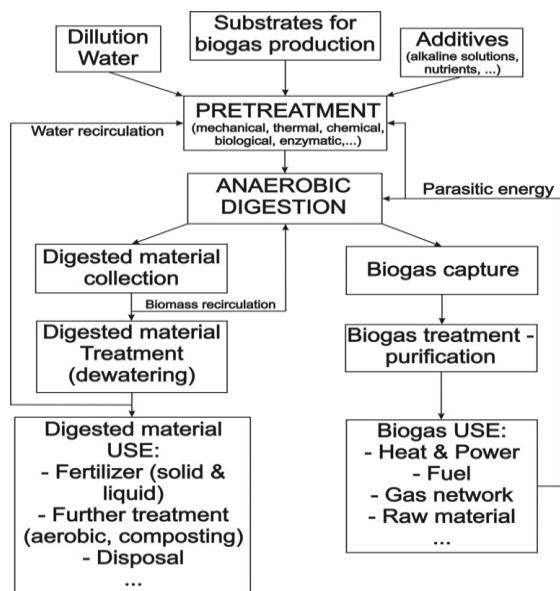 Dilution
Water
Substrates for
biogas production
Additives
(alkaline solutions,
nutrients, ...)
PRETREATMENT
(mechanical, thermal, chemical,
biological, enzymatic,...)
Water recirculation
ANAEROBIC
DIGESTION
Parasitic energy
Digested material
collection
Biogas capture
Biomass recirculation
Digested material
Treatment
(dewatering)
Biogas treatment -
purification
Digested material
USE:
- Fertilizer (solid &
liquid)
- Further treatment
(aerobic, composting)
- Disposal
...
Biogas USE:
- Heat & Power
- Fuel
- Gas network
- Raw material
...